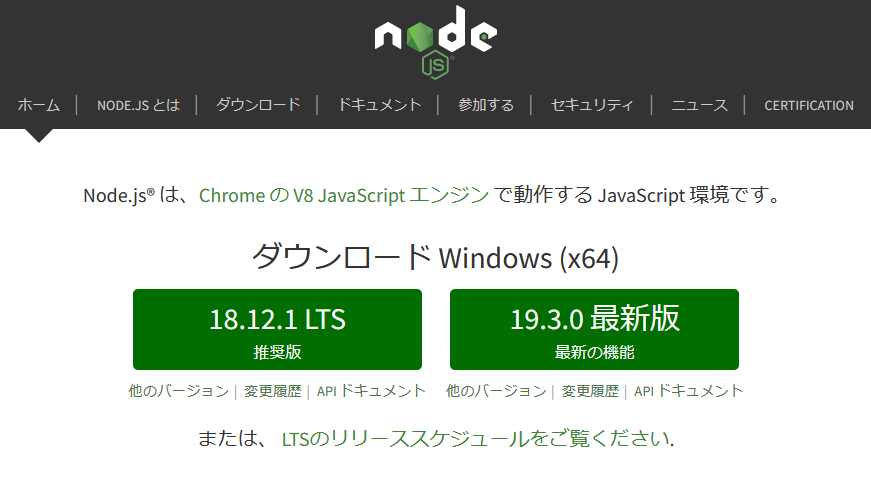 node
JS
ホーム | NODE.JS とは | ダウンロード | ドキュメント | 参加する | セキュリティ | ニュース | CERTIFICATION
Node.js® は、Chrome の V8 JavaScript エンジン で動作する JavaScript 環境です。
ダウンロード Windows (x64)
18.12.1 LTS
推奨版
19.3.0 最新版
最新の機能
他のバージョン | 変更履歴 | API ドキュメント
他のバージョン | 変更履歴 | API ドキュメント
または、 LTSのリリーススケジュールをご覧ください.